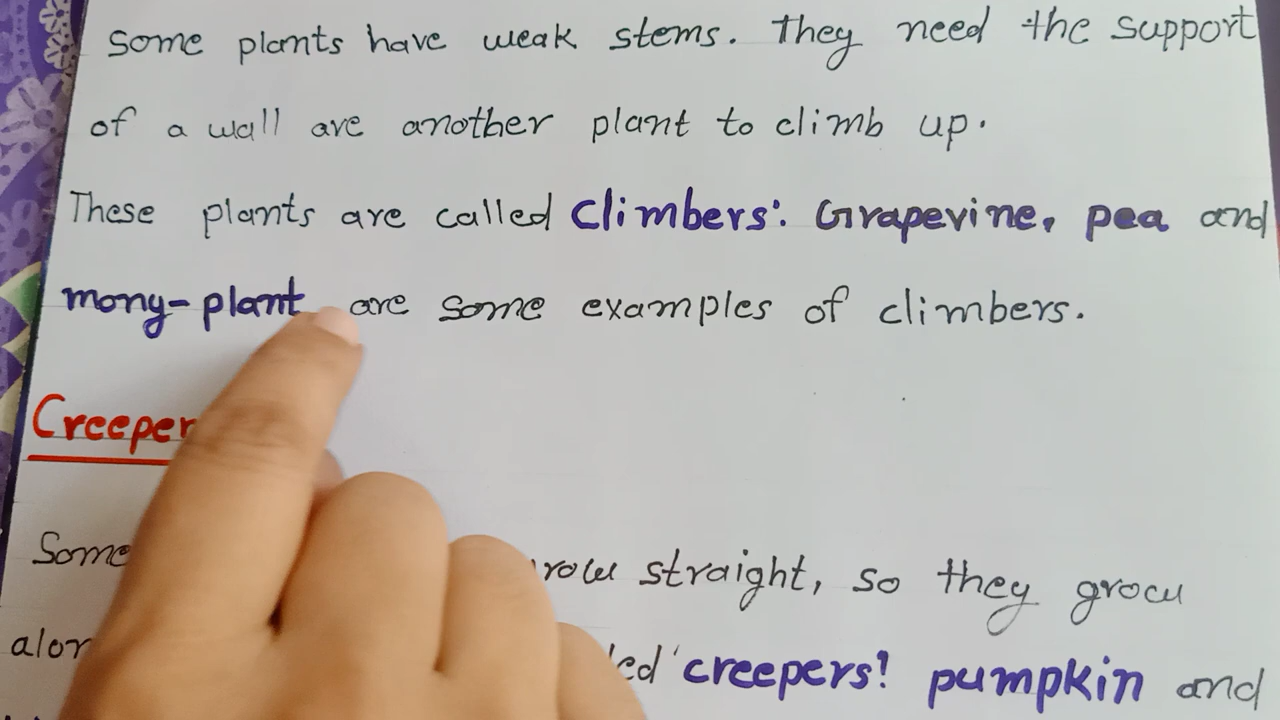 Some plants have weak stems. They need the support
of a wall are another plant to climb up.
These plants are called climbers'. Grapevine, pea and
mony-plant are some examples of climbers.
Creeper
Some row straight, so they grow
'creepers! pumpkin and